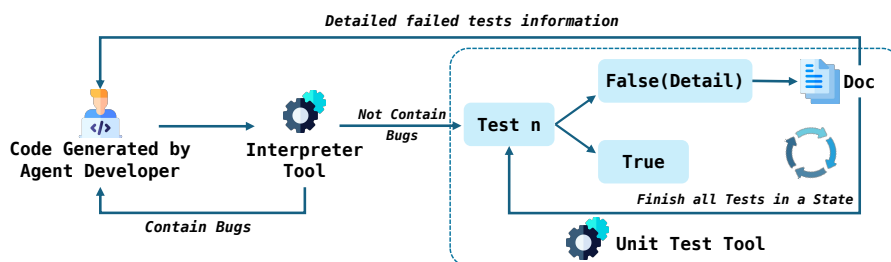 Detailed failed tests information
False(Detail)
Doc
Not Contain
Bugs
Test n
</>
Code Generated by
Agent Developer
Interpreter
Tool
True
Contain Bugs
Finish all Tests in a State
Unit Test Tool